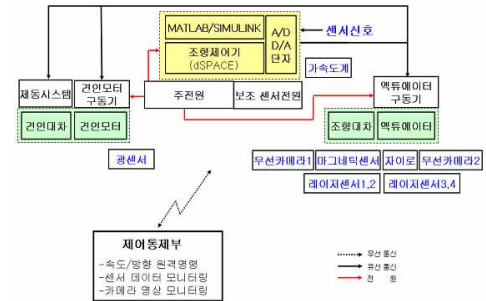 MATLAB/SIMULINK
조향제어기
(dSPACE)
A/D
D/A
단자
센서신호
가속도계
제동시스템
견인모터
구동기
주전원
보조 센서전원
액튜에이터
구동기
견인대차
견인모터
조향대차
액튜에이터
광센서
무선카메라1
마그네틱센서
자이로
무선카메라2
레이저센서1,2
레이저센서3,4
제어통제부
-속도/방향 원격명령
-센서 데이터 모니터링
-카메라 영상 모니터링
무선 통신
유선 통신
전 원